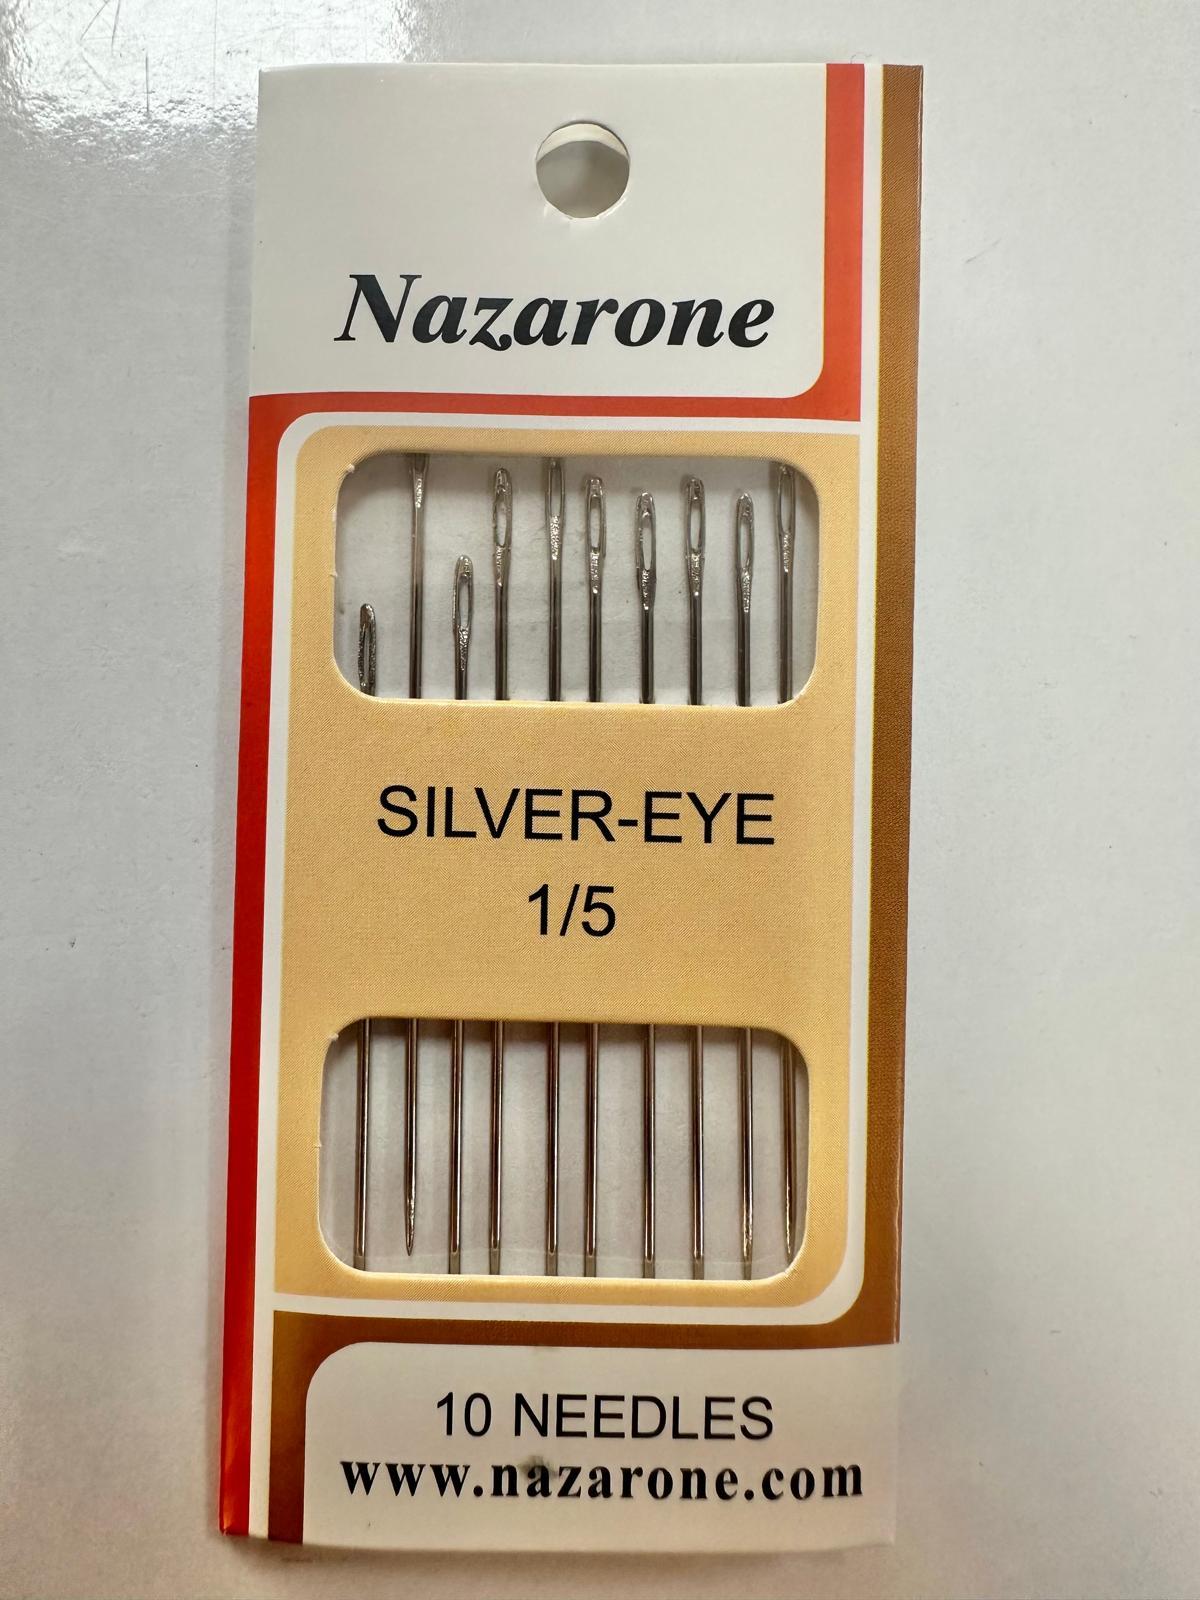 Nazarone
SILVER-EYE
1/5
10 NEEDLES
www.nazarone.com